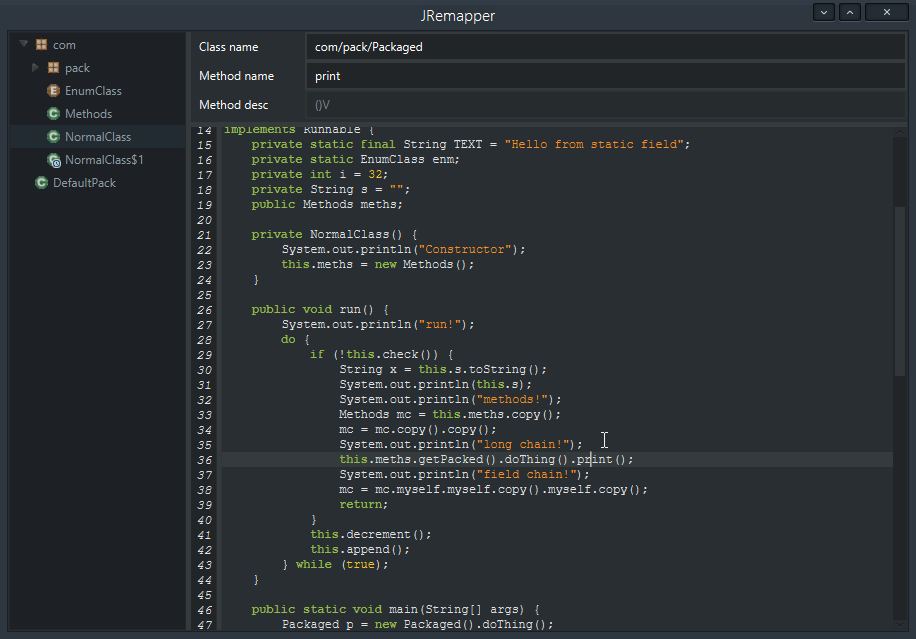 JRemapper
com
pack
EnumClass
Methods
NormalClass
NormalClass$1
DefaultPack
Class name com/pack/Packaged
Method name print
Method desc ()V
14 implements Runnable {
15 private static final String TEXT = "Hello from static field";
16 private static EnumClass enm;
17 private int i = 32;
18 private String s = "";
19 public Methods meths;
20
21 private NormalClass() {
22 System.out.println("Constructor");
23 this.meths = new Methods();
24 }
25
26 public void run() {
27 System.out.println("run!");
28 do {
29 if (!this.check()) {
30 String x = this.s.toString();
31 System.out.println(this.s);
32 System.out.println("methods!");
33 Methods mc = this.meths.copy();
34 mc = mc.copy().copy();
35 System.out.println("long chain!");
36 this.meths.getPacked().doThing().print();
37 System.out.println("field chain!");
38 mc = mc.myself.myself.copy().myself.copy();
39 return;
40 }
41 this.decrement();
42 this.append();
43 } while (true);
44 }
45
46 public static void main(String[] args) {
47 Packaged p = new Packaged().doThing();